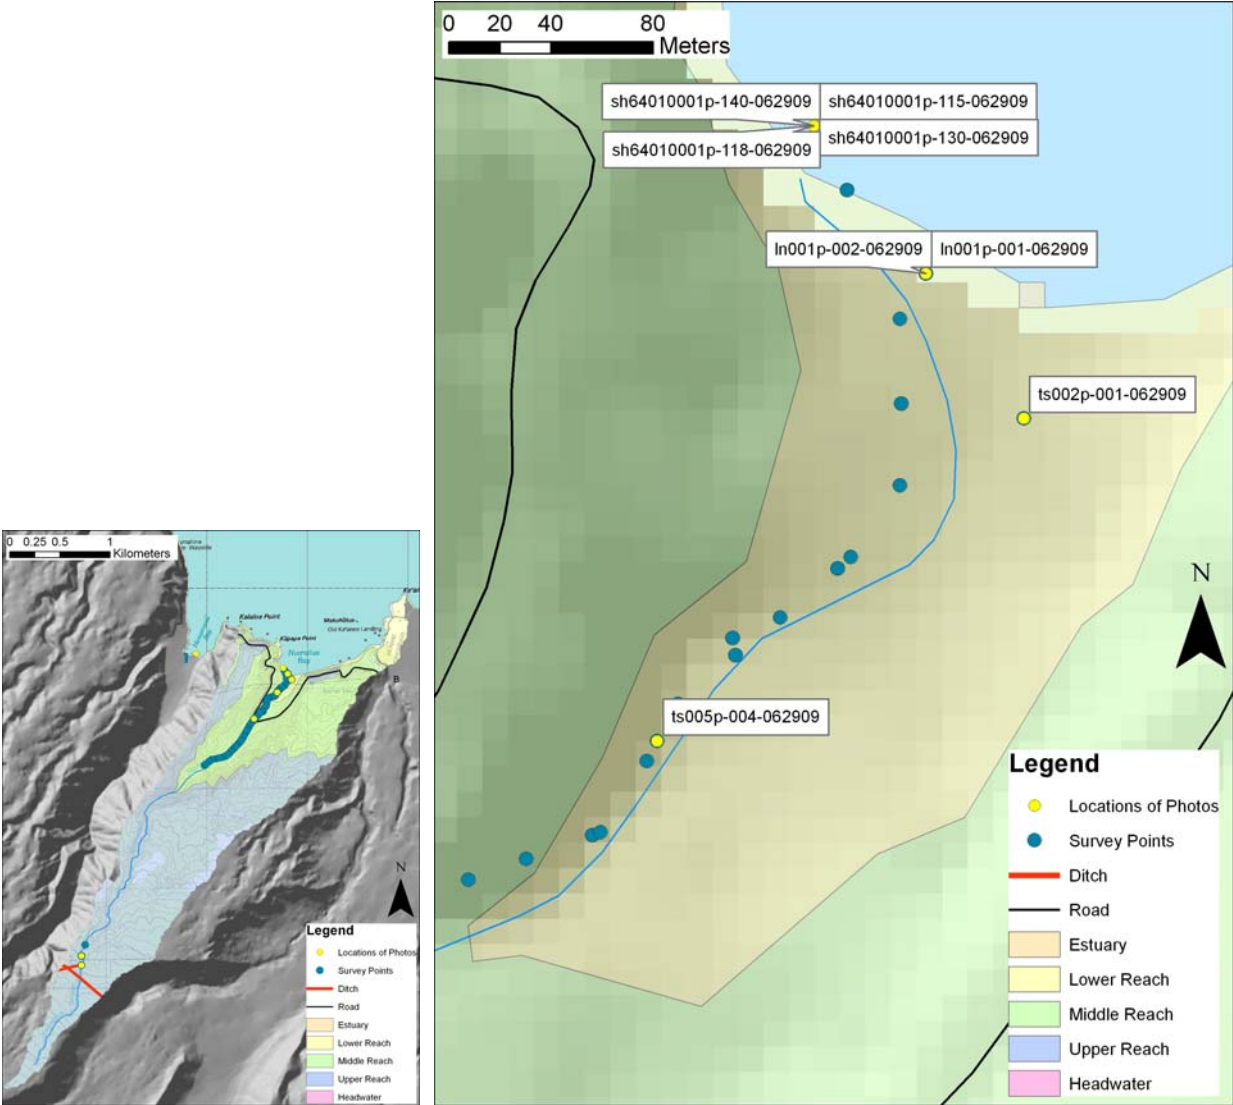 0 20 40 80
Meters
sh64010001p-140-062909
sh64010001p-115-062909
sh64010001p-118-062909
sh64010001p-130-062909
ln001p-002-062909
ln001p-001-062909
ts002p-001-062909
ts005p-004-062909
N
Legend
Locations of Photos
Survey Points
Ditch
Road
Estuary
Lower Reach
Middle Reach
Upper Reach
Headwater
0 0.25 0.5 1
Kilometers
Point
Point
Nuaailua
Bay
N
Legend
Locations of Photos
Survey Points
Ditch
Road
Estuary
Lower Reach
Middle Reach
Upper Reach
Headwater